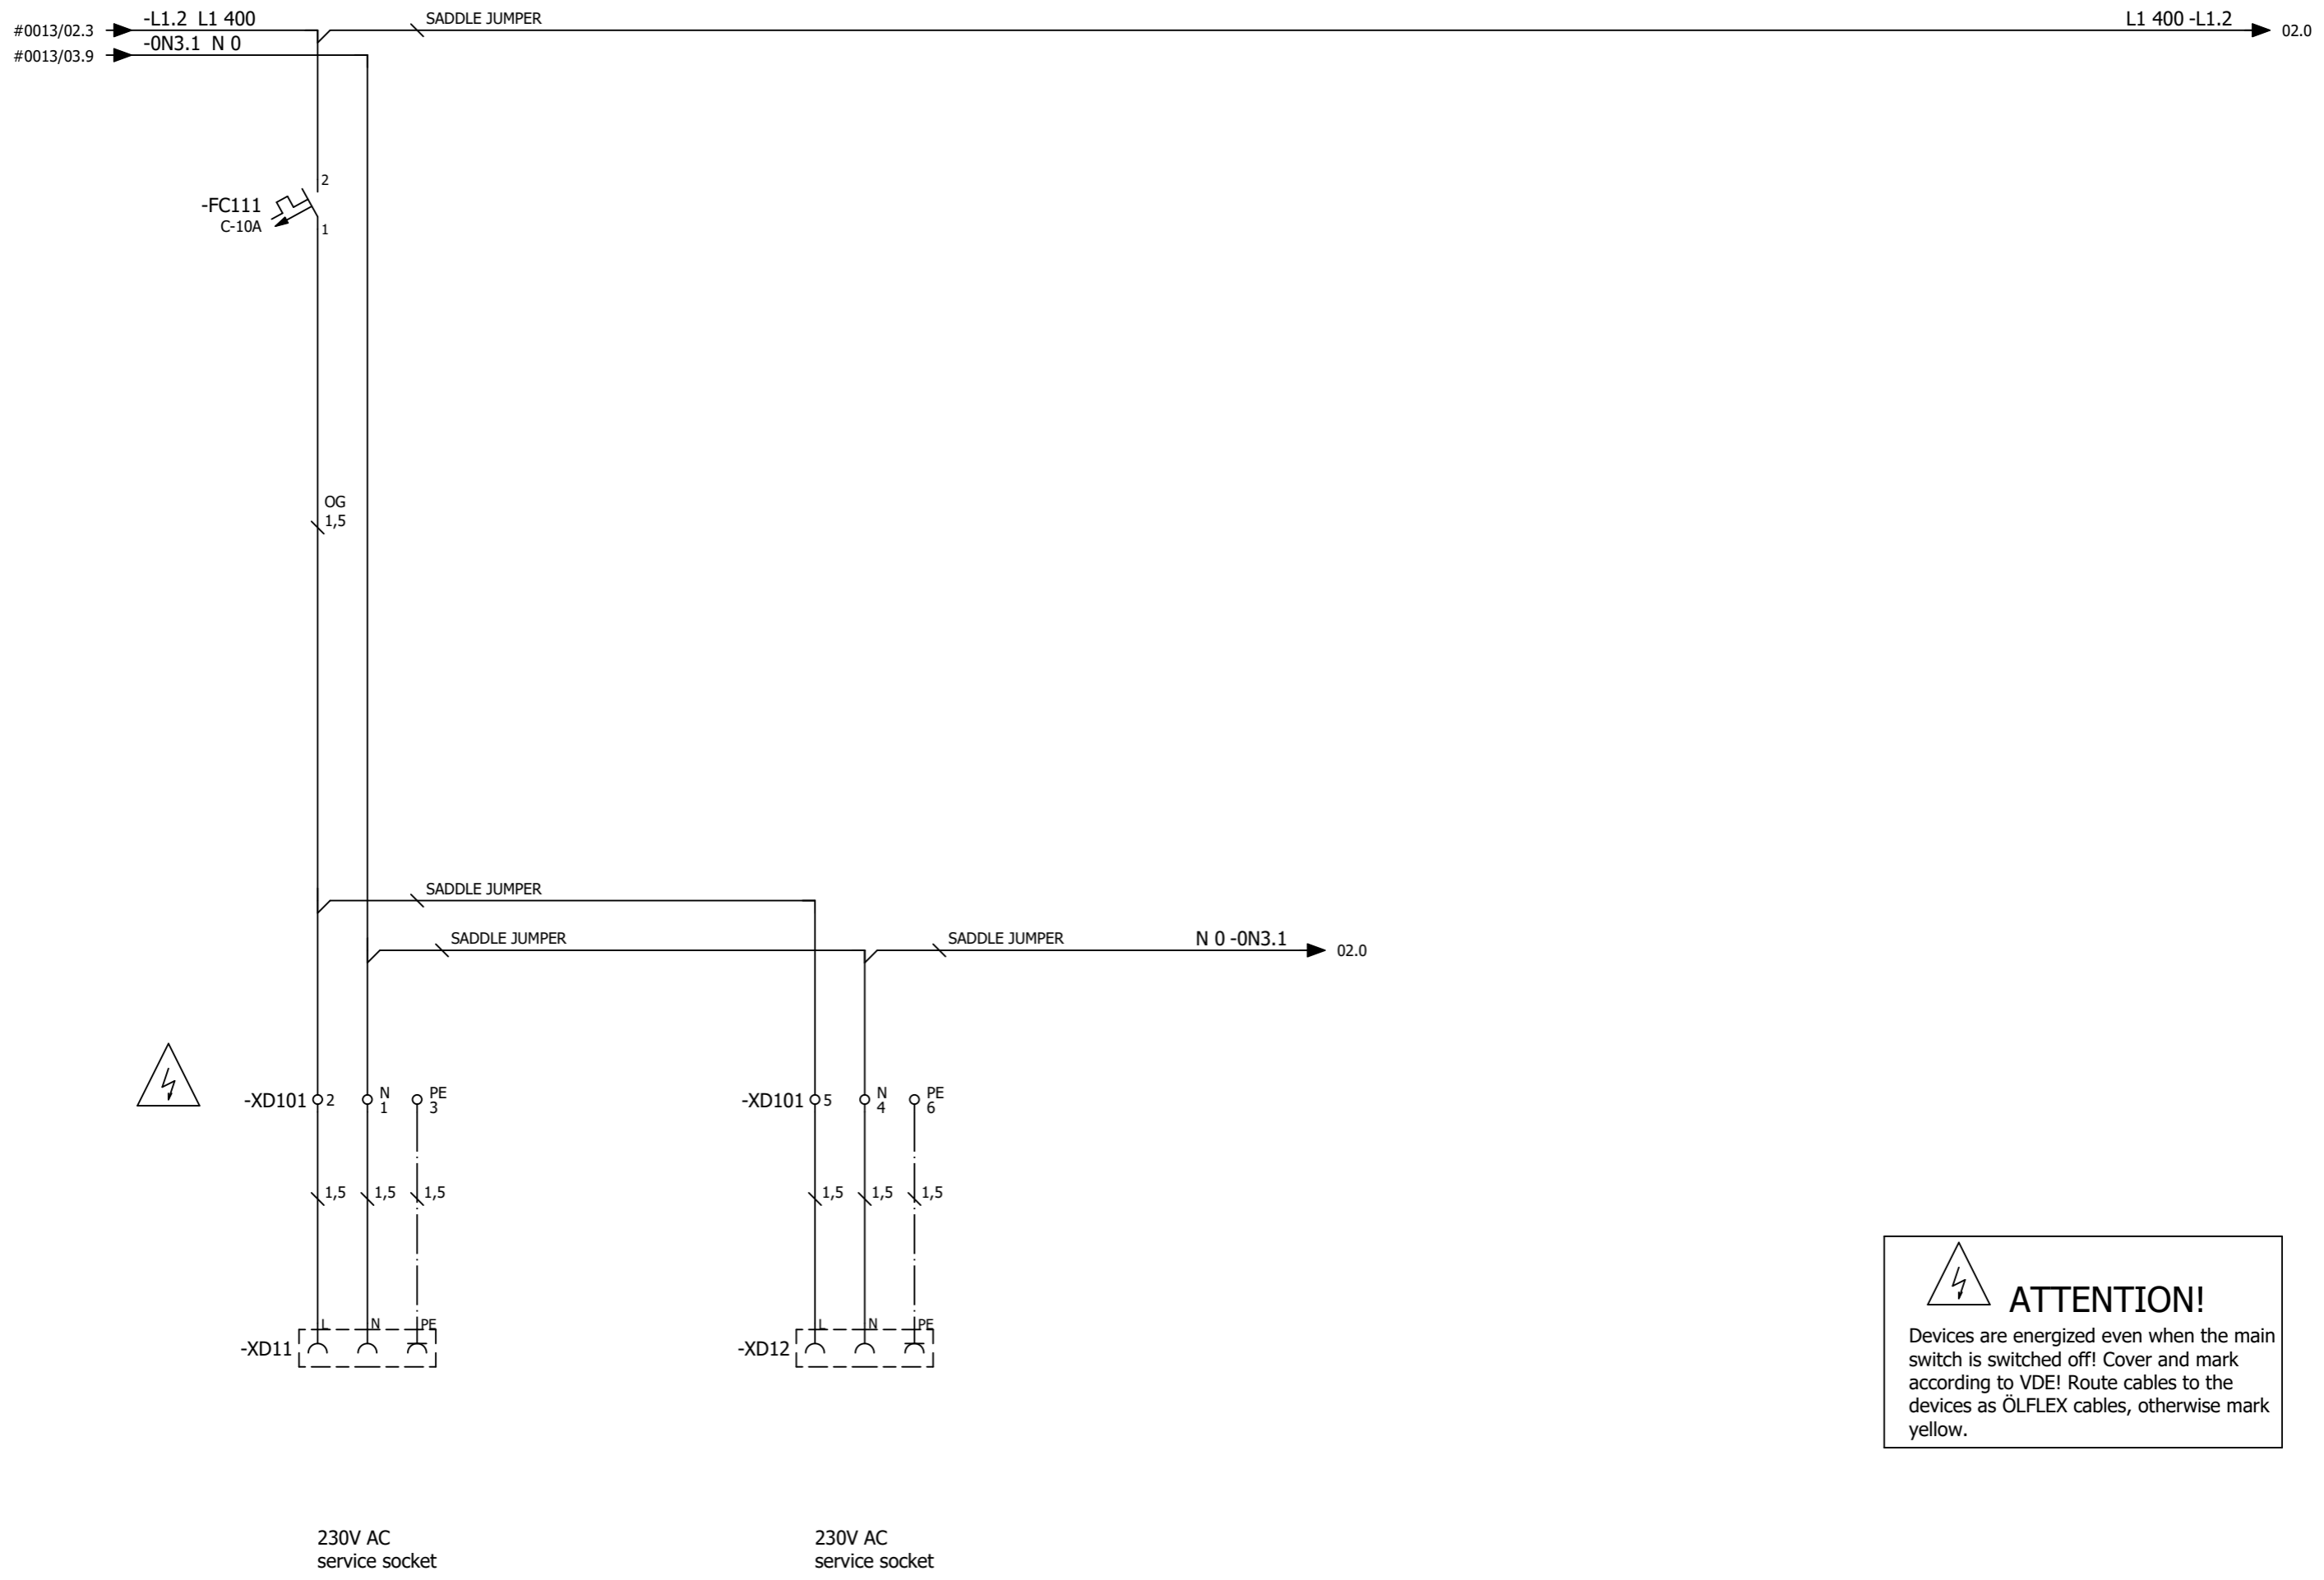 -L1.2 L1 400
SADDLE JUMPER
L1 400 -L1.2
#0013/02.3
02.0
-0N3.1 N 0
#0013/03.9
2
-FC111
C-10A
1
OG
1,5
SADDLE JUMPER
SADDLE JUMPER
SADDLE JUMPER
N 0 -0N3.1
02.0
-XD101
2
N
1
PE
3
-XD101
5
N
4
PE
6
1,5
1,5
1,5
1,5
1,5
1,5
L
N
PE
-XD11
L
N
PE
-XD12
ATTENTION!
Devices are energized even when the main
switch is switched off! Cover and mark
according to VDE! Route cables to the
devices as ÖLFLEX cables, otherwise mark
yellow.
230V AC
service socket
230V AC
service socket